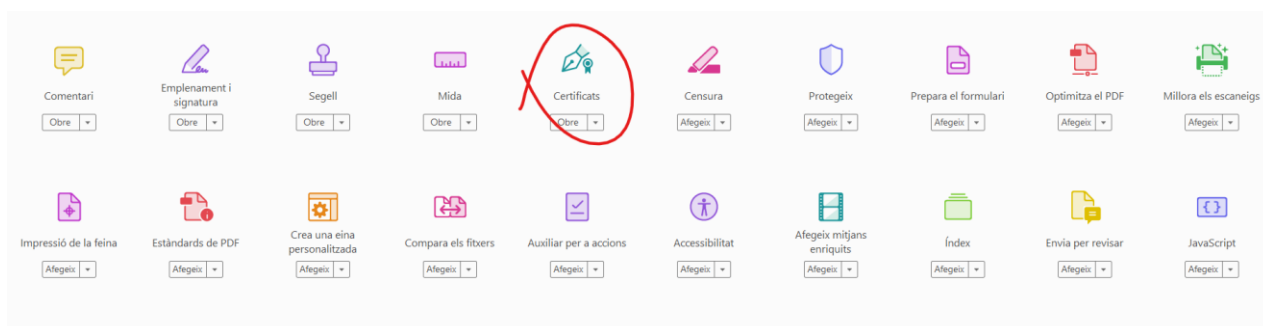 Comentari
Emplenament i
signatura
Segell
Mida
Certificats
Censura
Protegeix
Prepara el formulari
Optimitza el PDF
Millora els escaneigs
Obre
Obre
Obre
Obre
Obre
Afegeix
Afegeix
Afegeix
Afegeix
Afegeix
Impressió de la feina
Estàndards de PDF
Crea una eina
personalitzada
Compara els fitxers
Auxiliar per a accions
Accessibilitat
Afegeix mitjans
enriquits
Índex
Envia per revisar
JavaScript
Afegeix
Afegeix
Afegeix
Afegeix
Afegeix
Afegeix
Afegeix
Afegeix
Afegeix
Afegeix